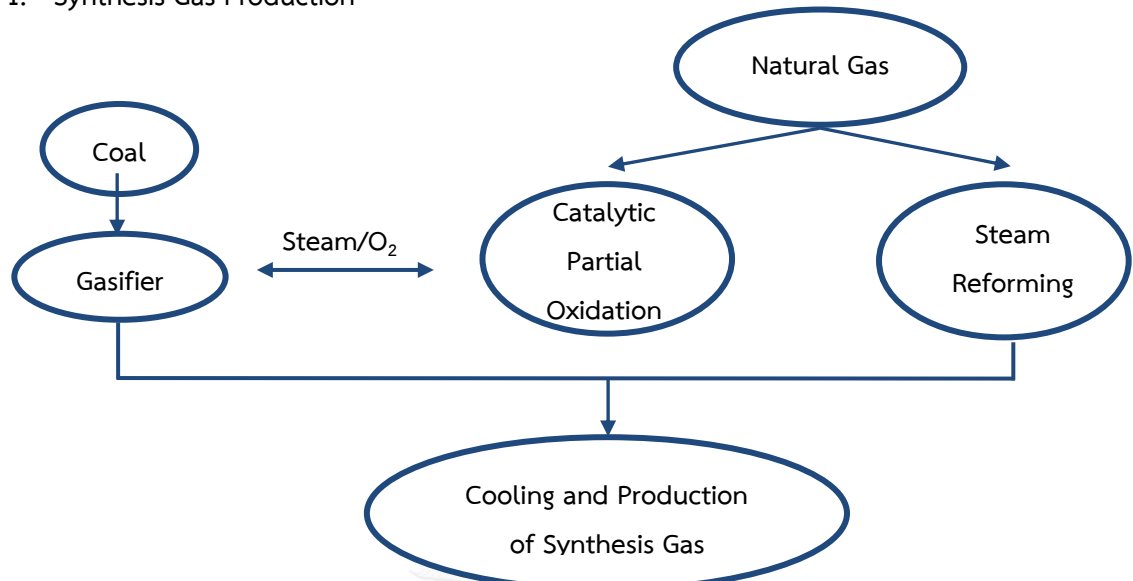 1. Synthesis Gas Production
Natural Gas
Coal
Catalytic
Partial
Oxidation
Steam
Reforming
Steam/O₂
Gasifier
Cooling and Production
of Synthesis Gas